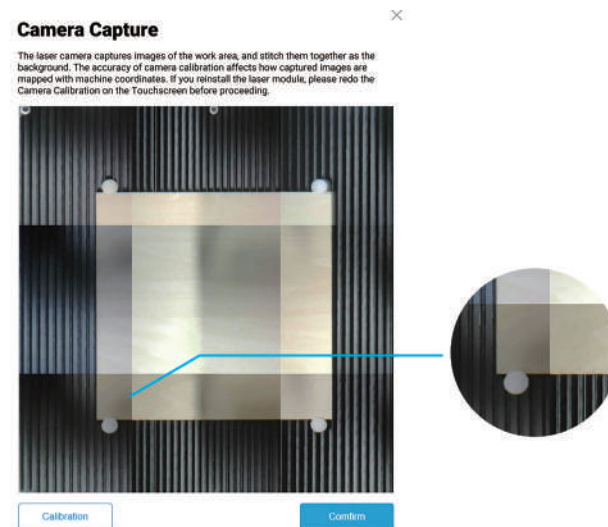 Camera Capture
The laser camera captures images of the work area, and stitch them together as the
background. The accuracy of camera calibration affects how captured images are
mapped with machine coordinates. If you reinstall the laser module, please redo the
Camera Calibration on the Touchscreen before proceeding.
Calibration
Comfirm